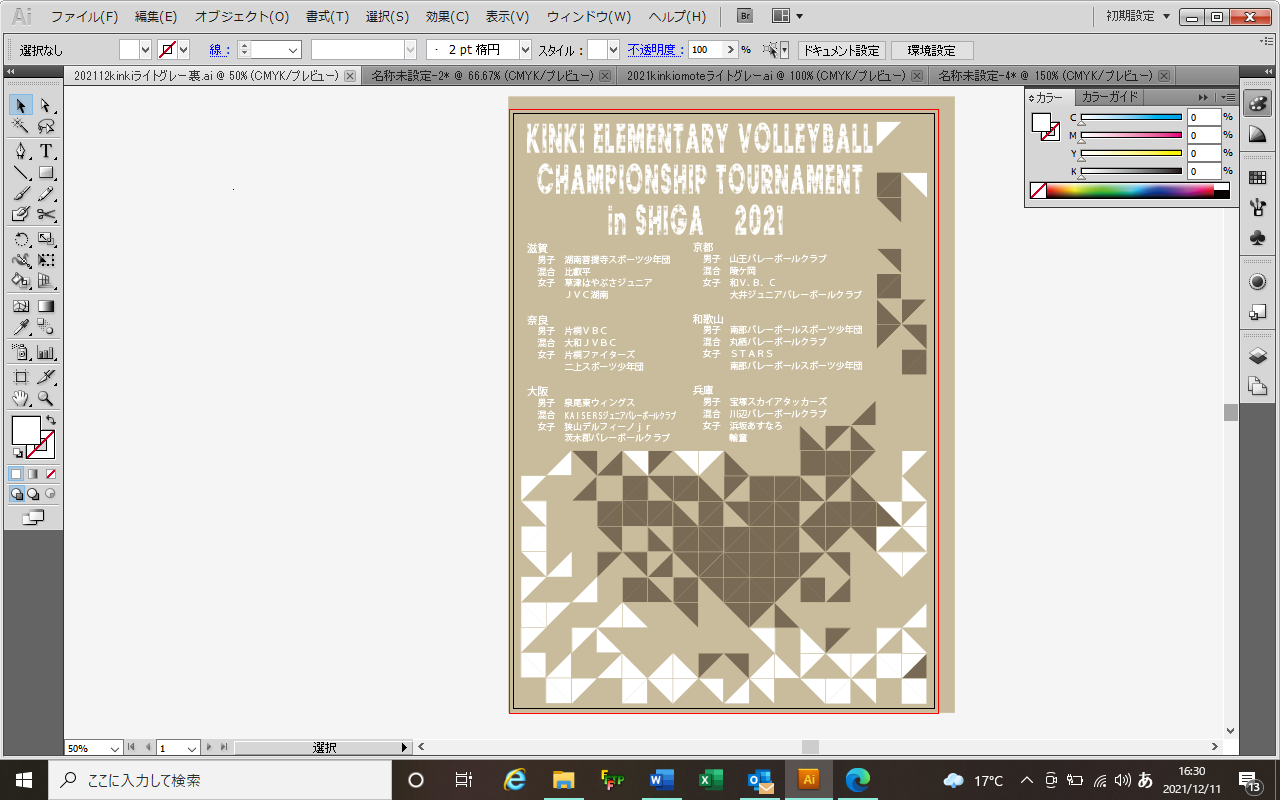 Ai ファイル(F) 編集(E) オブジェクト(O) 書式(T) 選択(S) 効果(C) 表示(V) ウィンドウ(W) ヘルプ(H) Br 初期設定
選択なし 線: 2 pt 楕円 スタイル: 不透明度: 100 % ドキュメント設定 環境設定
202112kinkiライトグレー裏.ai @ 50% (CMYK/プレビュー) 名称未設定-2* @ 66.67% (CMYK/プレビュー) 2021kinkiomoteライトグレー.ai @ 100% (CMYK/プレビュー) 名称未設定-4* @ 150% (CMYK/プレビュー)
カラー カラーガイド
C 0 %
M 0 %
Y 0 %
K 0 %
KINKI ELEMENTARY VOLLEYBALL
CHAMPIONSHIP TOURNAMENT
in SHIGA 2021
滋賀
男子 湖南菩提寺スポーツ少年団
混合 比叡平
女子 草津はやぶさジュニア
ＪＶＣ湖南
京都
男子 山王バレーボールクラブ
混合 陵ケ岡
女子 和Ｖ．Ｂ．Ｃ
大井ジュニアバレーボールクラブ
奈良
男子 片桐ＶＢＣ
混合 大和ＪＶＢＣ
女子 片桐ファイターズ
二上スポーツ少年団
和歌山
男子 南部バレーボールスポーツ少年団
混合 丸栖バレーボールクラブ
女子 ＳＴＡＲＳ
南部バレーボールスポーツ少年団
大阪
男子 泉尾東ウィングス
混合 KAISERSジュニアバレーボールクラブ
女子 狭山デルフィーノｊｒ
茨木郡バレーボールクラブ
兵庫
男子 宝塚スカイアタッカーズ
混合 川辺バレーボールクラブ
女子 浜坂あすなろ
50% 1 選択
ここに入力して検索 17°C あ 16:30
2021/12/11 13